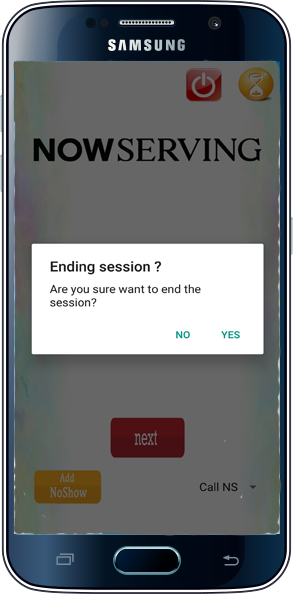 SAMSUNG
NOWSERVING
Ending session ?
Are you sure want to end the
session?
NO YES
next
Add
NoShow
Call NS